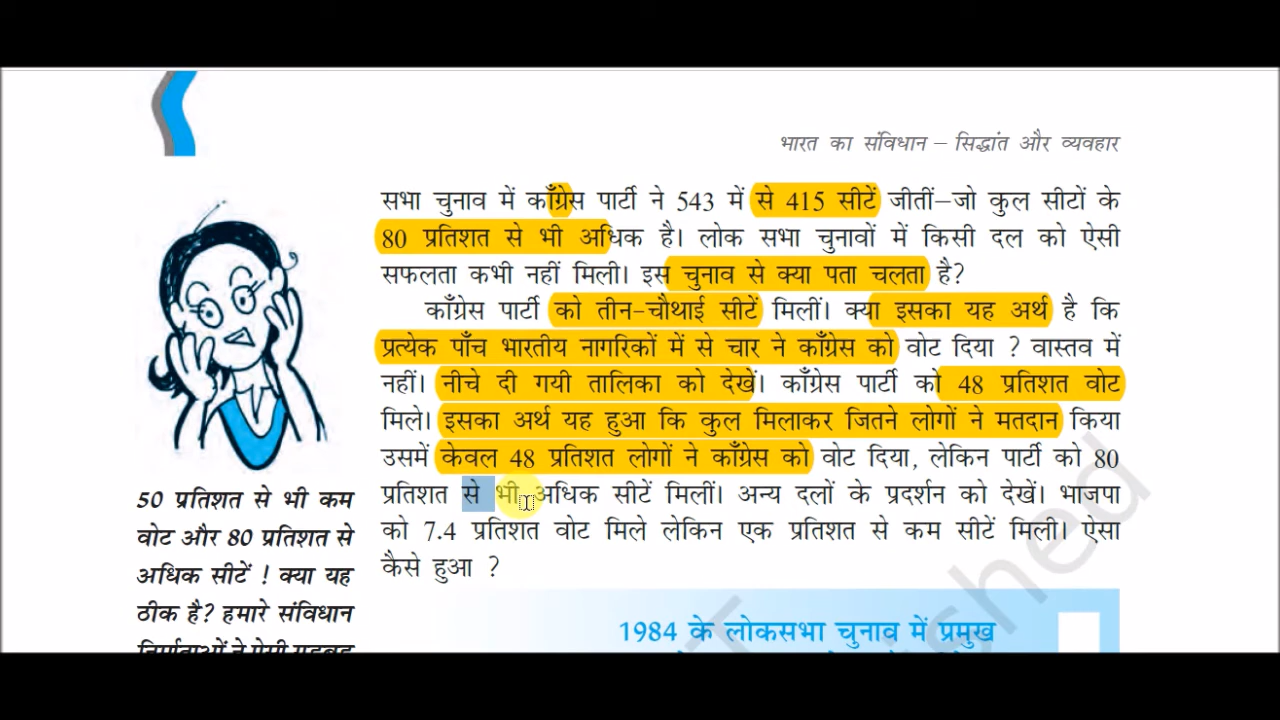 भारत का संविधान – सिद्धांत और व्यवहार
सभा चुनाव में काँग्रेस पार्टी ने 543 में से 415 सीटें जीतीं–जो कुल सीटों के
80 प्रतिशत से भी अधिक है। लोक सभा चुनावों में किसी दल को ऐसी
सफलता कभी नहीं मिली। इस चुनाव से क्या पता चलता है?
काँग्रेस पार्टी को तीन-चौथाई सीटें मिलीं। क्या इसका यह अर्थ है कि
प्रत्येक पाँच भारतीय नागरिकों में से चार ने काँग्रेस को वोट दिया ? वास्तव में
नहीं। नीचे दी गयी तालिका को देखें। काँग्रेस पार्टी को 48 प्रतिशत वोट
मिले। इसका अर्थ यह हुआ कि कुल मिलाकर जितने लोगों ने मतदान किया
उसमें केवल 48 प्रतिशत लोगों ने काँग्रेस को वोट दिया, लेकिन पार्टी को 80
प्रतिशत से भी अधिक सीटें मिलीं। अन्य दलों के प्रदर्शन को देखें। भाजपा
को 7.4 प्रतिशत वोट मिले लेकिन एक प्रतिशत से कम सीटें मिली। ऐसा
कैसे हुआ ?
50 प्रतिशत से भी कम
वोट और 80 प्रतिशत से
अधिक सीटें ! क्या यह
ठीक है? हमारे संविधान
1984 के लोकसभा चुनाव में प्रमुख